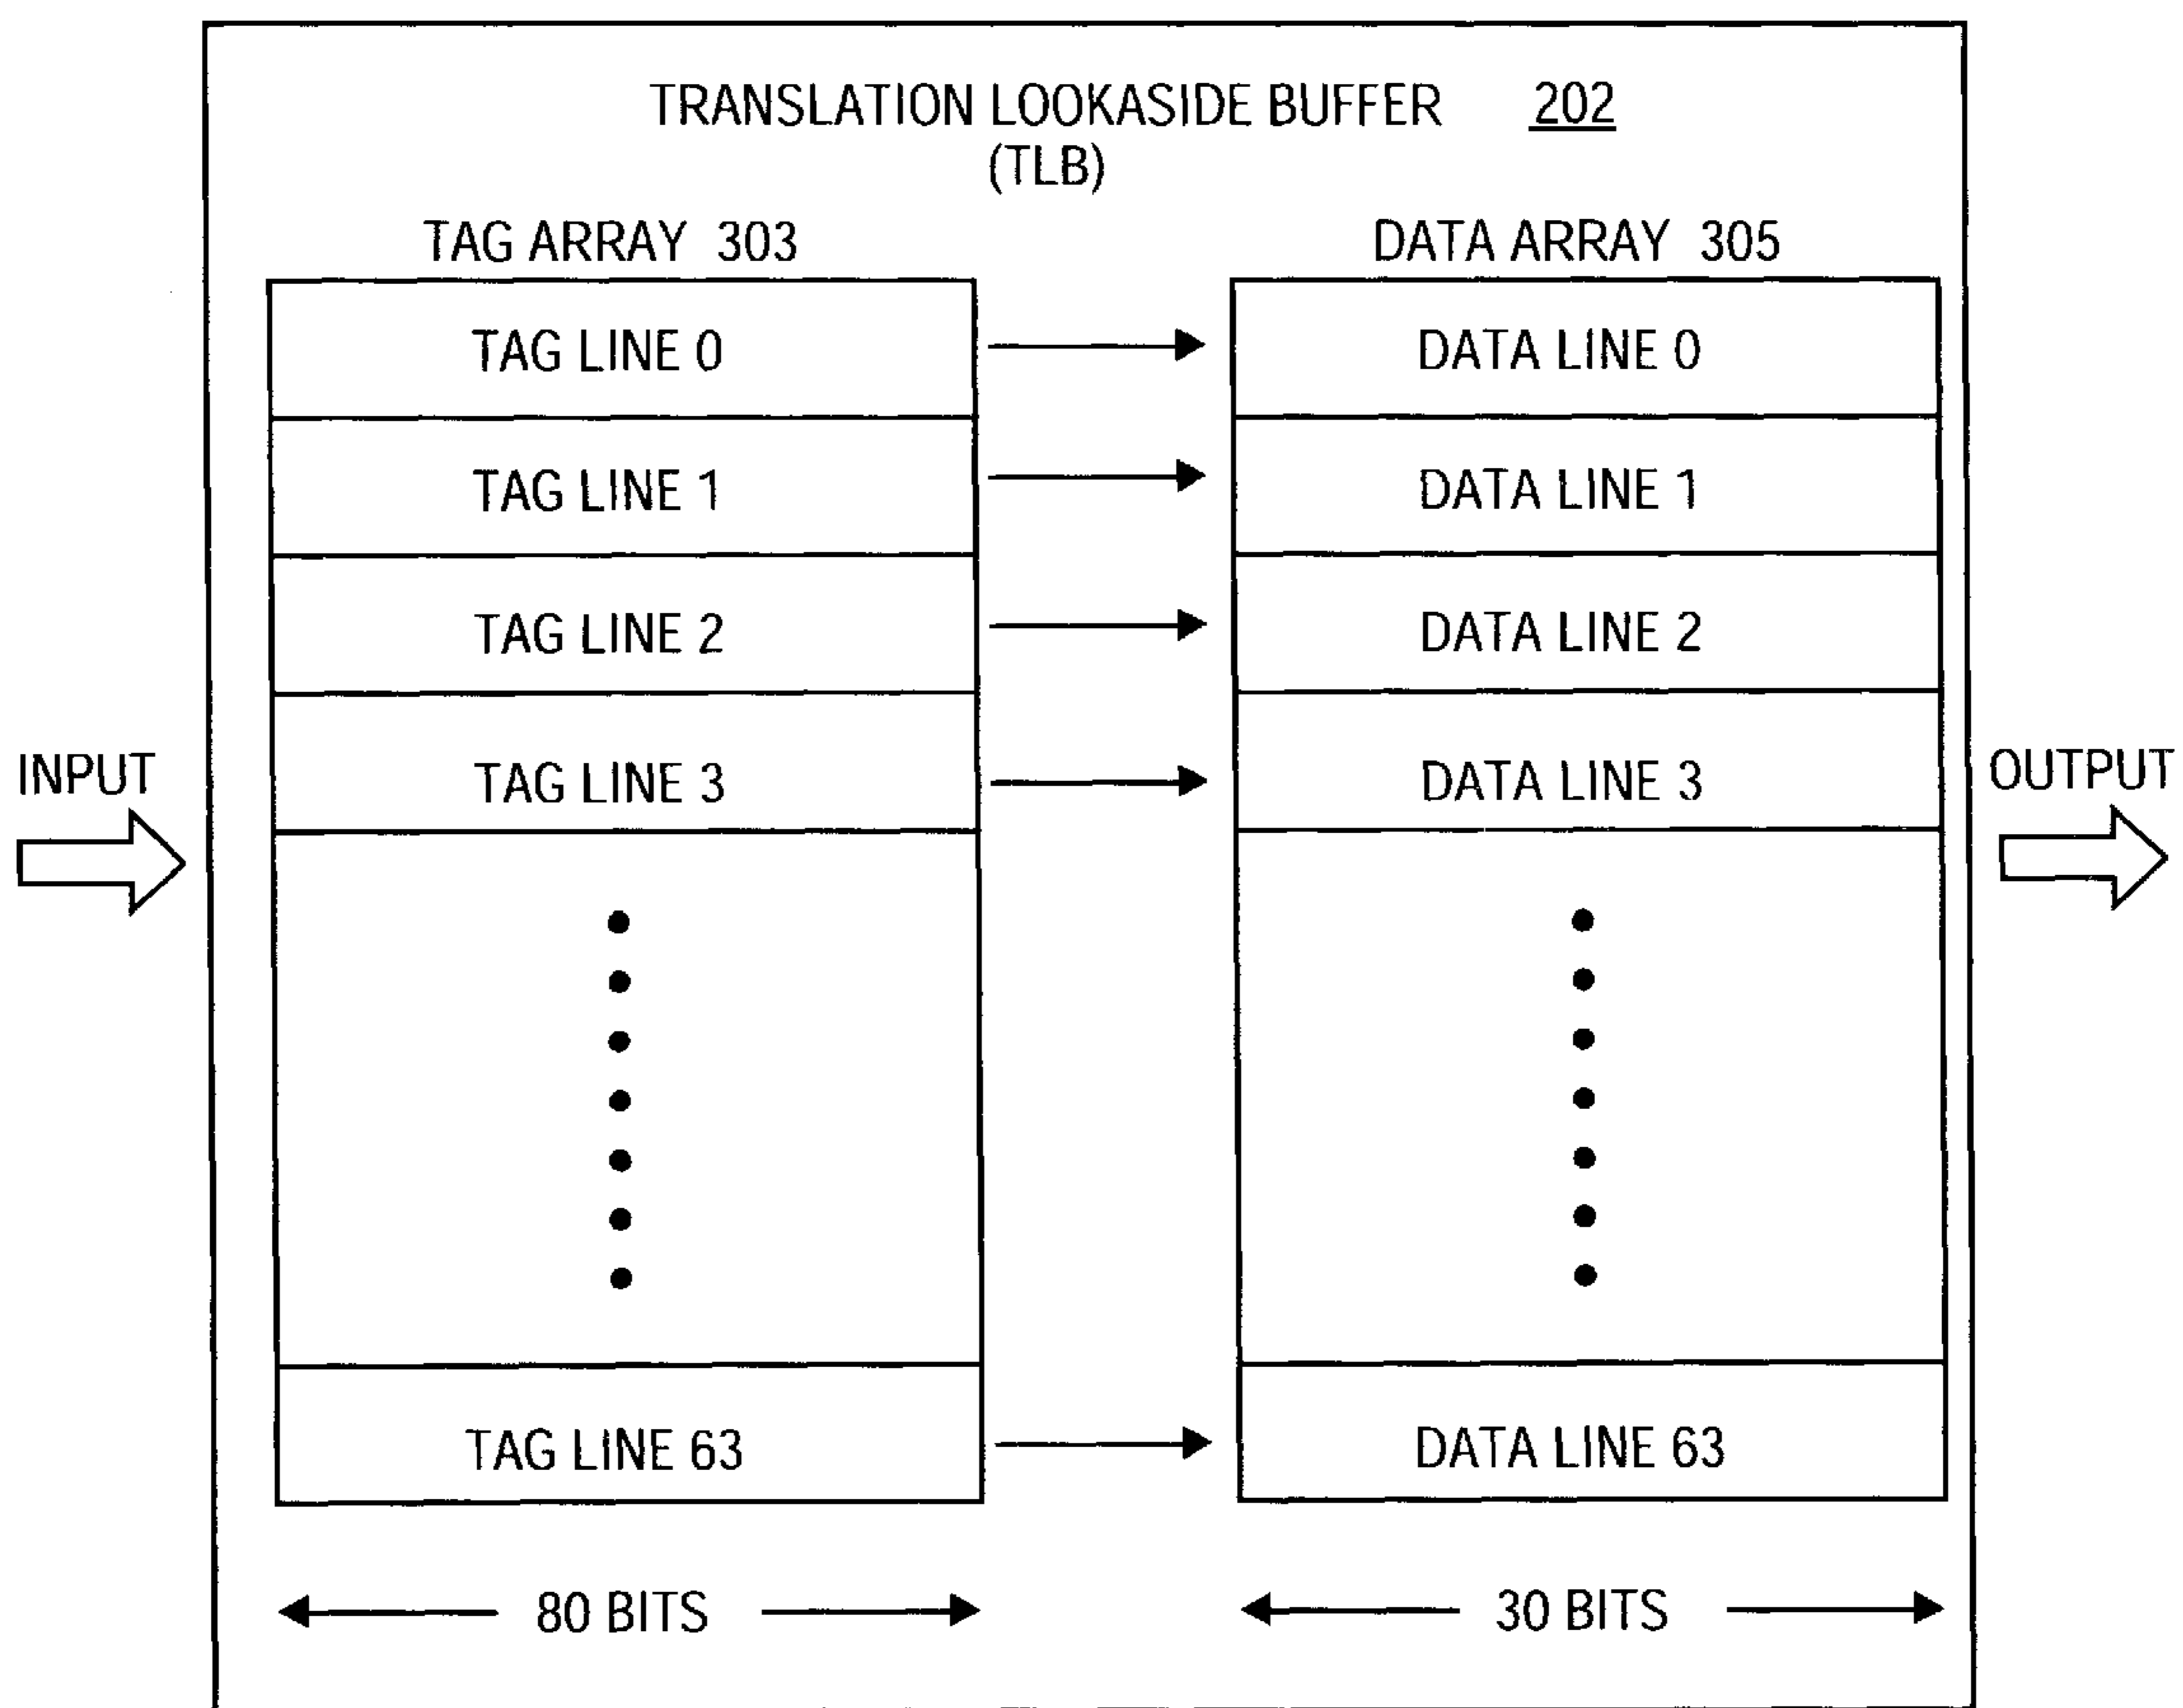 TRANSLATION LOOKASIDE BUFFER 202
(TLB)
TAG ARRAY 303
DATA ARRAY 305
TAG LINE 0
DATA LINE 0
TAG LINE 1
DATA LINE 1
TAG LINE 2
DATA LINE 2
TAG LINE 3
DATA LINE 3
INPUT
OUTPUT
TAG LINE 63
DATA LINE 63
80 BITS
30 BITS